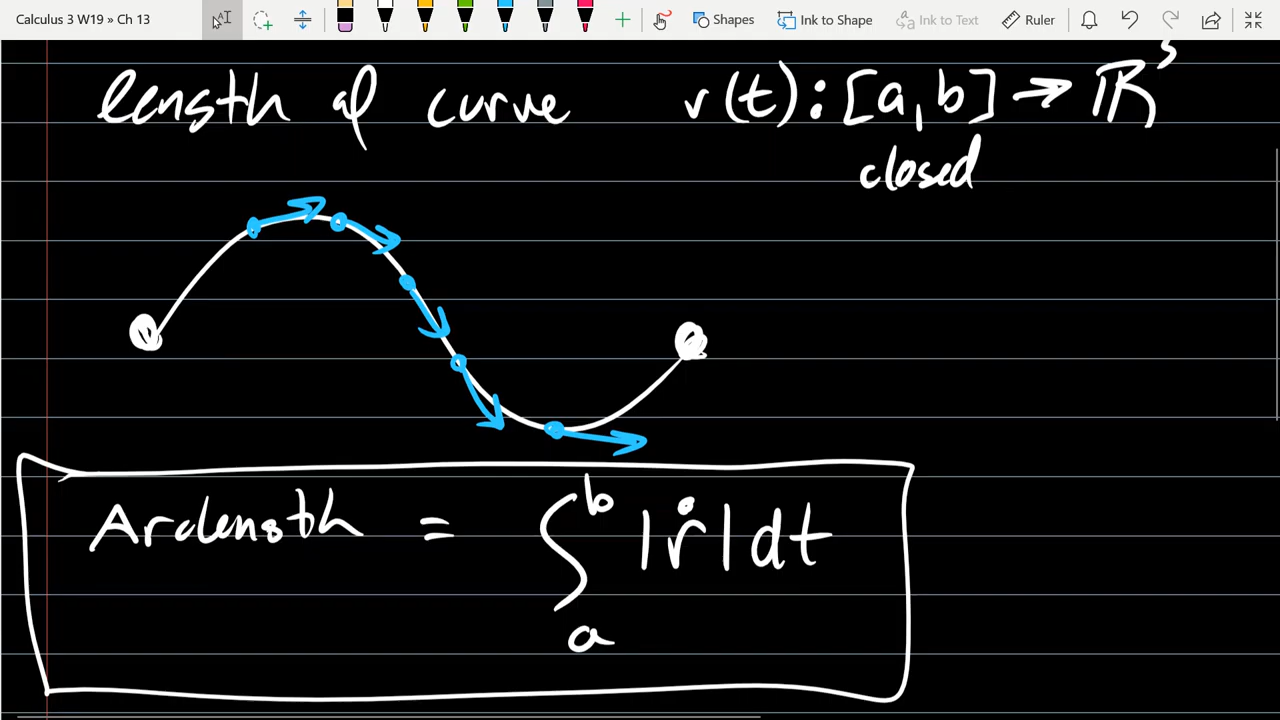 Calculus 3 W19 » Ch 13
Shapes
Ink to Shape
Ink to Text
Ruler
length of curve r(t) : [a, b] → ℝ³
closed
Arclength = ∫_a^b |ṙ| dt